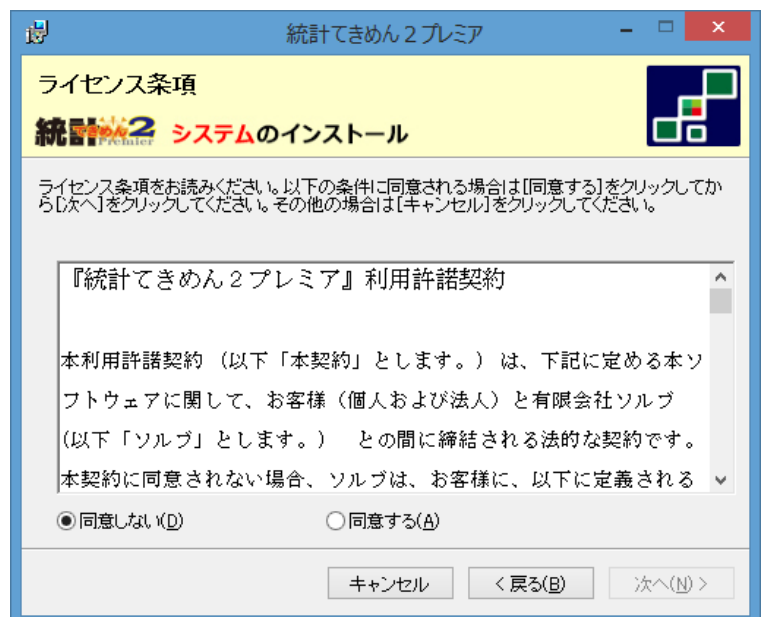 統計てきめん2プレミア
ライセンス条項
統計てきめん2 Premier システムのインストール
ライセンス条項をお読みください。以下の条件に同意される場合は[同意する]をクリックしてか
ら[次へ]をクリックしてください。その他の場合は[キャンセル]をクリックしてください。
『統計てきめん2プレミア』利用許諾契約
本利用許諾契約 (以下「本契約」とします。) は、下記に定める本ソ
フトウェアに関して、お客様(個人および法人)と有限会社ソルブ
(以下「ソルブ」とします。) との間に締結される法的な契約です。
本契約に同意されない場合、ソルブは、お客様に、以下に定義される
同意しない(D) 同意する(A)
キャンセル < 戻る(B) 次へ(N) >